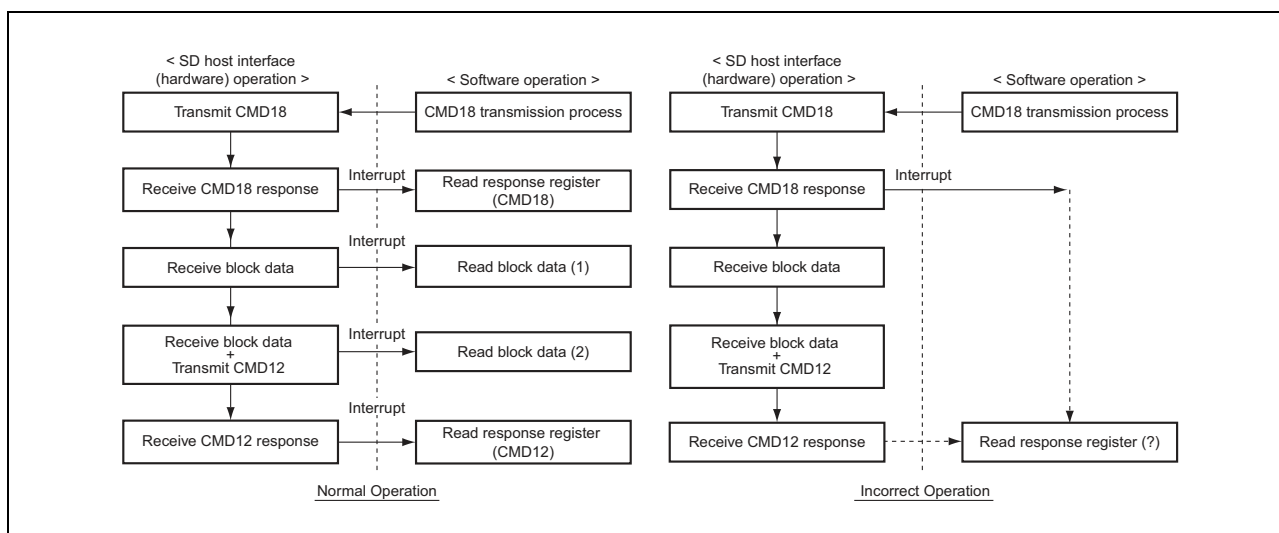 < SD host interface
(hardware) operation >
< Software operation >
Transmit CMD18
CMD18 transmission process
Receive CMD18 response
Interrupt
Read response register
(CMD18)
Receive block data
Interrupt
Read block data (1)
Receive block data
+
Transmit CMD12
Interrupt
Read block data (2)
Receive CMD12 response
Interrupt
Read response register
(CMD12)
Normal Operation
< SD host interface
(hardware) operation >
< Software operation >
Transmit CMD18
CMD18 transmission process
Receive CMD18 response
Interrupt
Receive block data
Receive block data
+
Transmit CMD12
Receive CMD12 response
Read response register (?)
Incorrect Operation